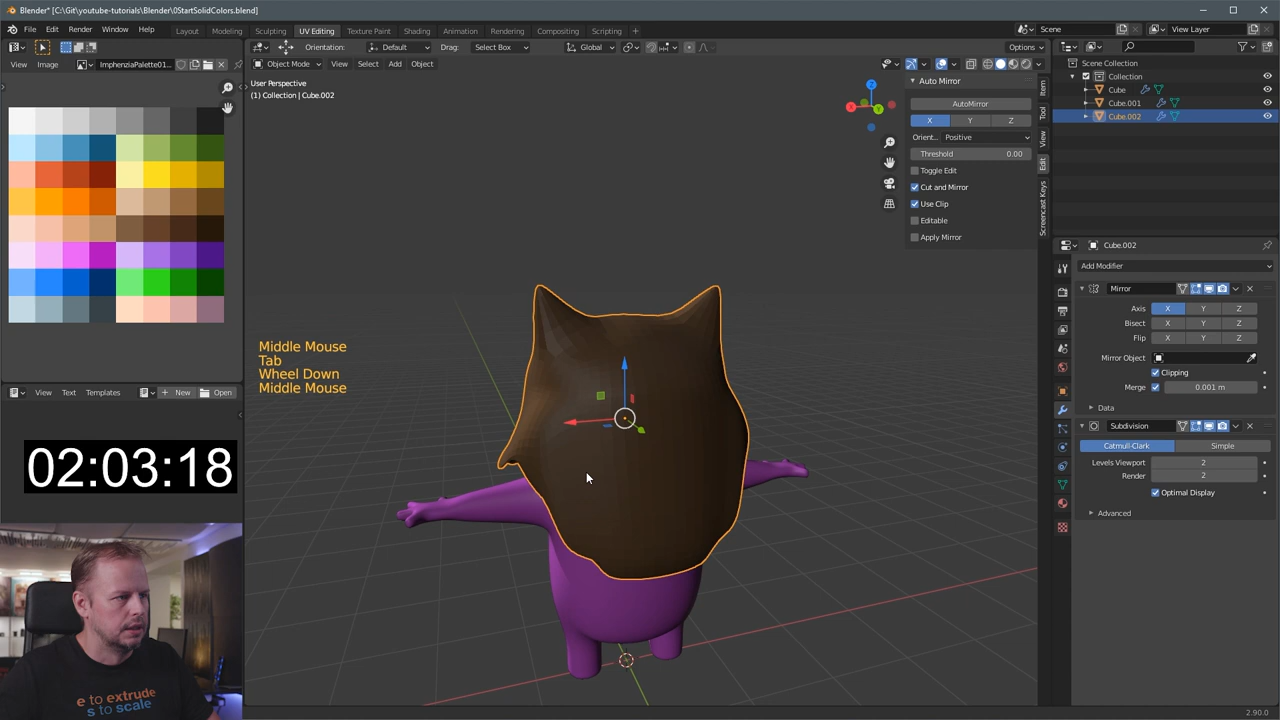 Blender* [C:\Git\youtube-tutorials\Blender\0StartSolidColors.blend]
File Edit Render Window Help Layout Modeling Sculpting UV Editing Texture Paint Shading Animation Rendering Compositing Scripting Scene View Layer
Orientation: Default Drag: Select Box Global Options
View Image ImphenziaPalette01... Object Mode View Select Add Object
User Perspective
(1) Collection | Cube.002
Scene Collection
Collection
Cube
Cube.001
Cube.002
Auto Mirror
AutoMirror
X Y Z
Orient... Positive
Threshold 0.00
Toggle Edit
Cut and Mirror
Use Clip
Editable
Apply Mirror
Item
Tool
View
Edit
Screencast Keys
Cube.002
Add Modifier
Mirror
Axis X Y Z
Bisect X Y Z
Flip X Y Z
Mirror Object
Clipping
Merge 0.001 m
Data
Subdivision
Catmull-Clark Simple
Levels Viewport 2
Render 2
Optimal Display
Advanced
Middle Mouse
Tab
Wheel Down
Middle Mouse
View Text Templates New Open
02:03:18
e to extrude
s to scale
2.90.0